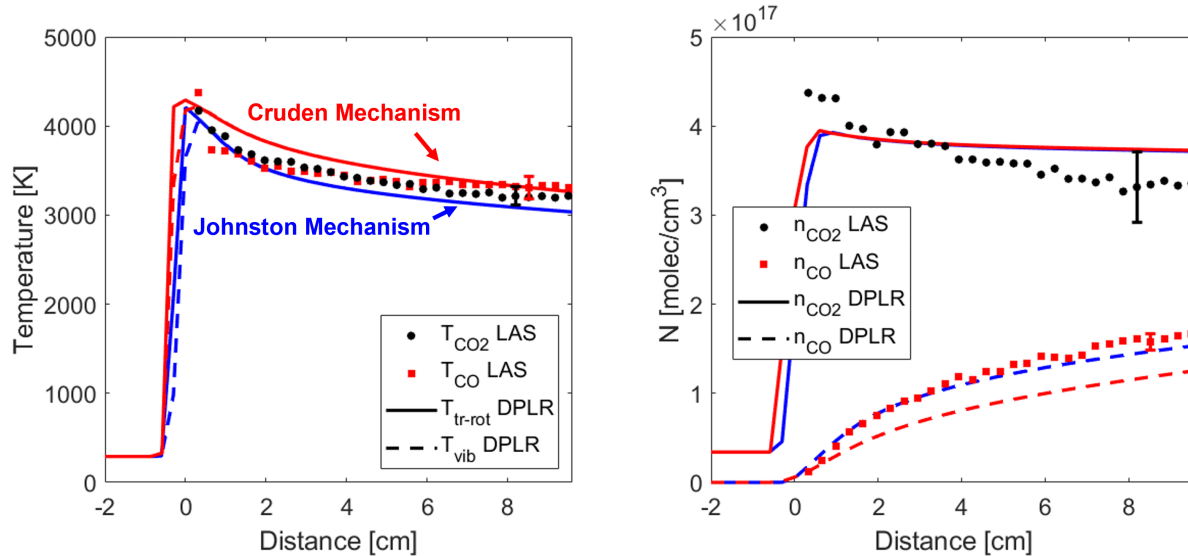 5000
4000
3000
2000
1000
0
Temperature [K]
-2 0 2 4 6 8
Distance [cm]
Cruden Mechanism
Johnston Mechanism
T_CO2 LAS
T_CO LAS
T_tr-rot DPLR
T_vib DPLR
×10^17
5
4
3
2
1
0
N [molec/cm^3]
-2 0 2 4 6 8
Distance [cm]
n_CO2 LAS
n_CO LAS
n_CO2 DPLR
n_CO DPLR